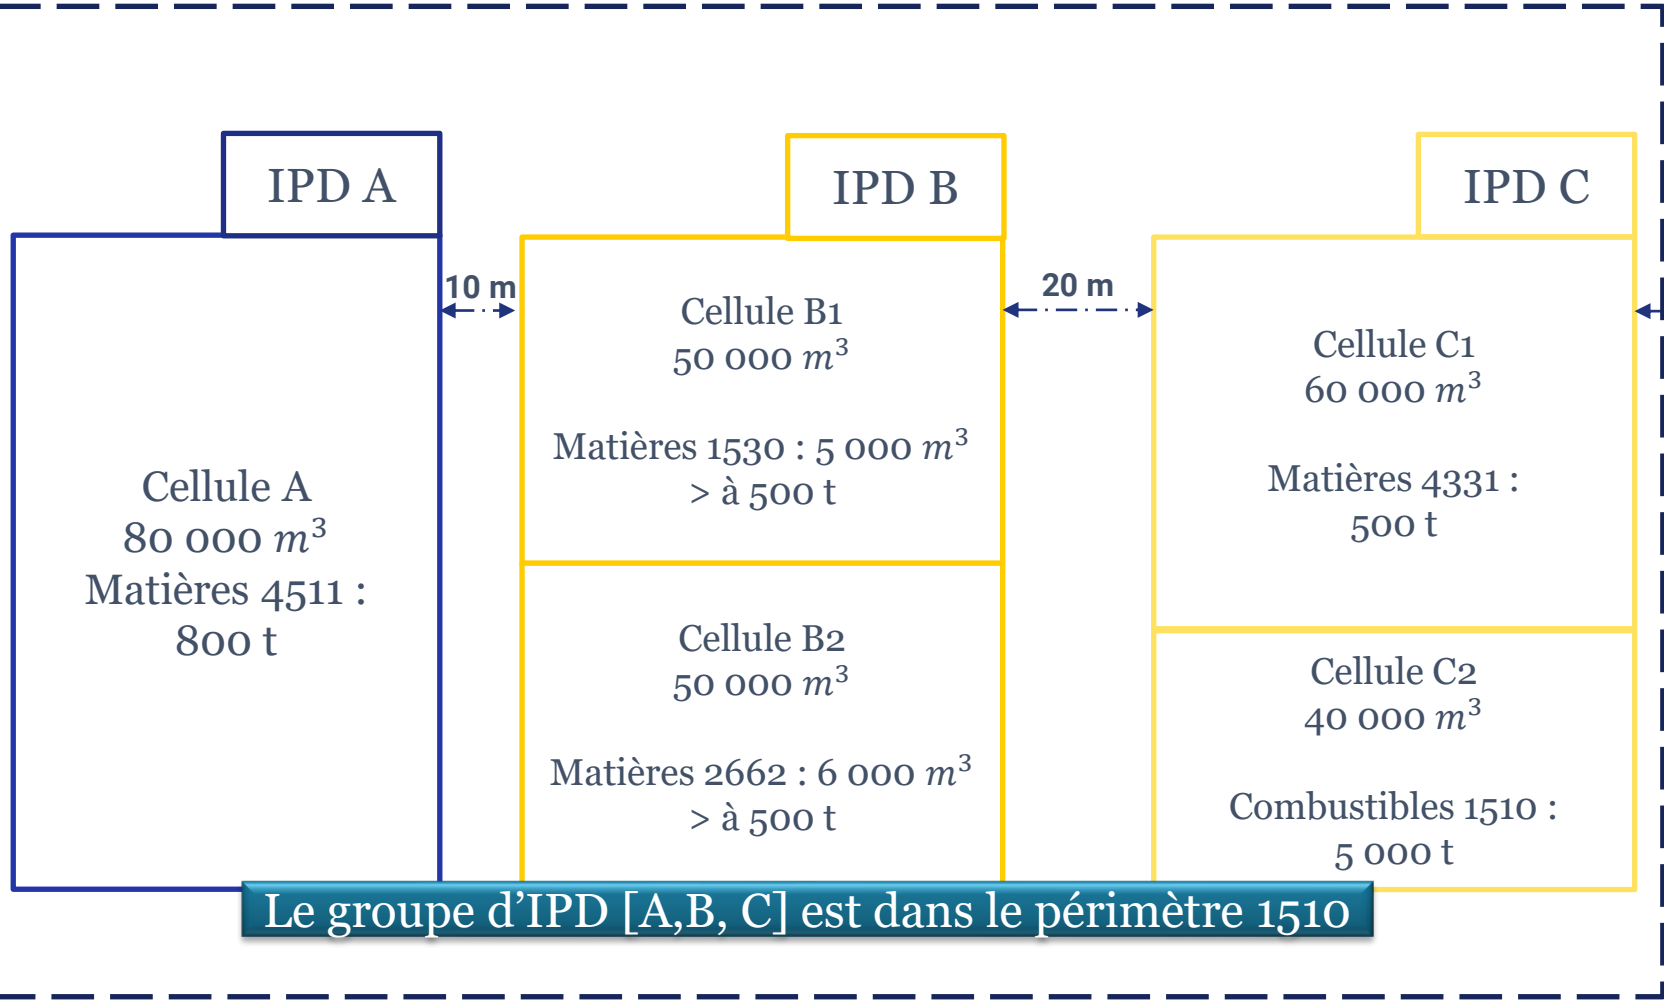 IPD A
IPD B
IPD C
10 m
20 m
Cellule A
80 000 m³
Matières 4511 :
800 t
Cellule B1
50 000 m³
Matières 1530 : 5 000 m³
> à 500 t
Cellule B2
50 000 m³
Matières 2662 : 6 000 m³
> à 500 t
Cellule C1
60 000 m³
Matières 4331 :
500 t
Cellule C2
40 000 m³
Combustibles 1510 :
5 000 t
Le groupe d’IPD [A,B, C] est dans le périmètre 1510